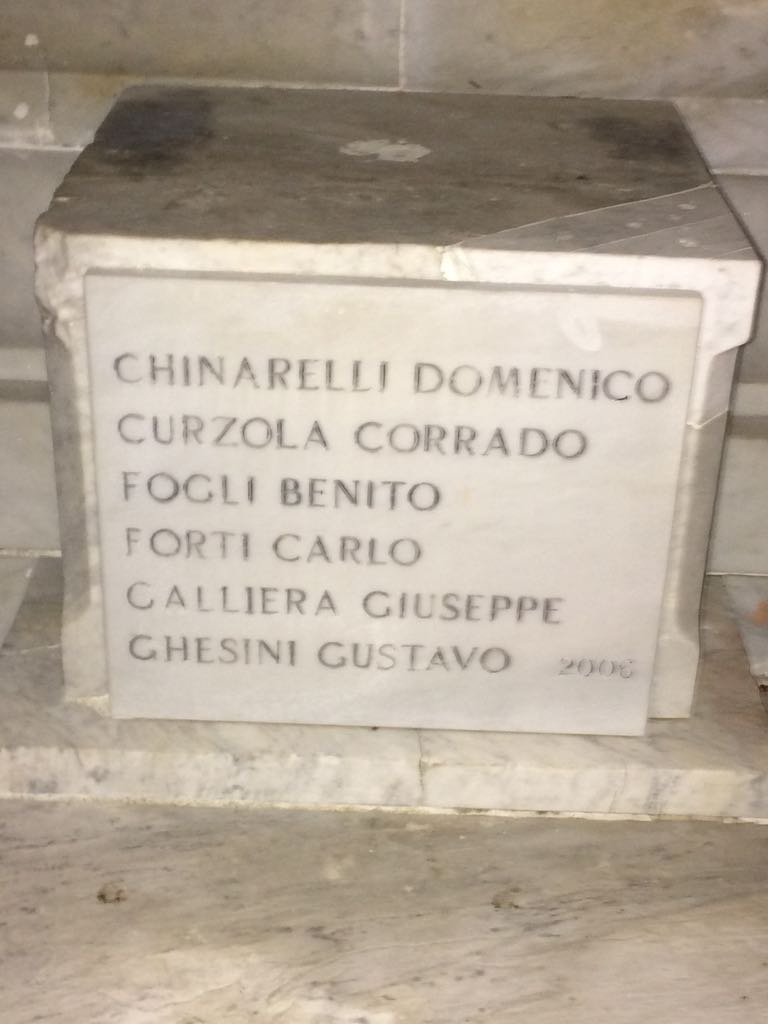 CHINARELLI DOMENICO
CURZOLA CORRADO
FOGLI BENITO
FORTI CARLO
GALLIERA GIUSEPPE
GHESINI GUSTAVO 2006